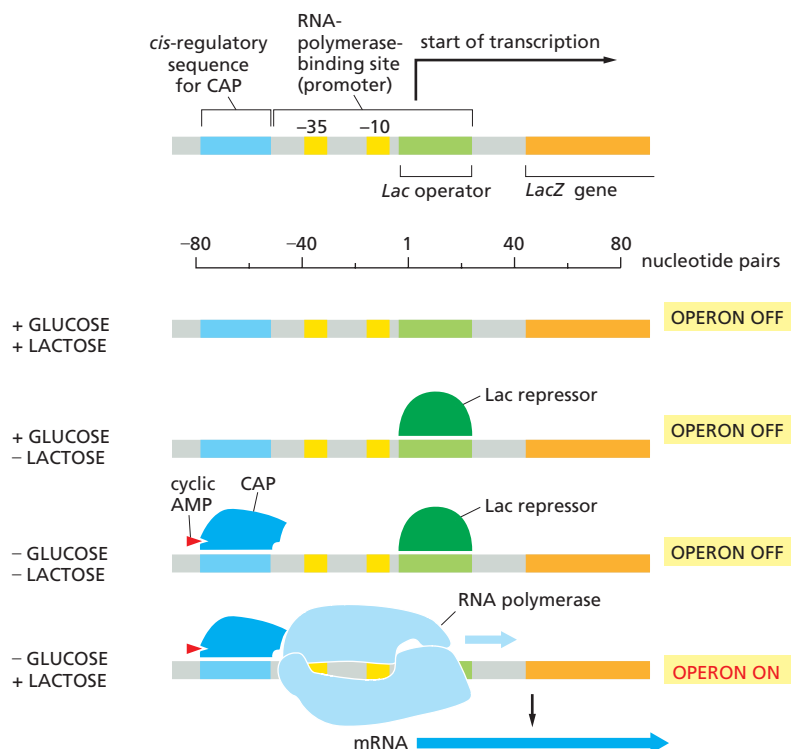 cis-regulatory
sequence
for CAP
RNA-
polymerase-
binding site
(promoter)
start of transcription
–35
–10
Lac operator
LacZ gene
–80
–40
1
40
80
nucleotide pairs
+ GLUCOSE
+ LACTOSE
OPERON OFF
Lac repressor
+ GLUCOSE
– LACTOSE
OPERON OFF
cyclic
AMP
CAP
Lac repressor
– GLUCOSE
– LACTOSE
OPERON OFF
RNA polymerase
– GLUCOSE
+ LACTOSE
OPERON ON
mRNA